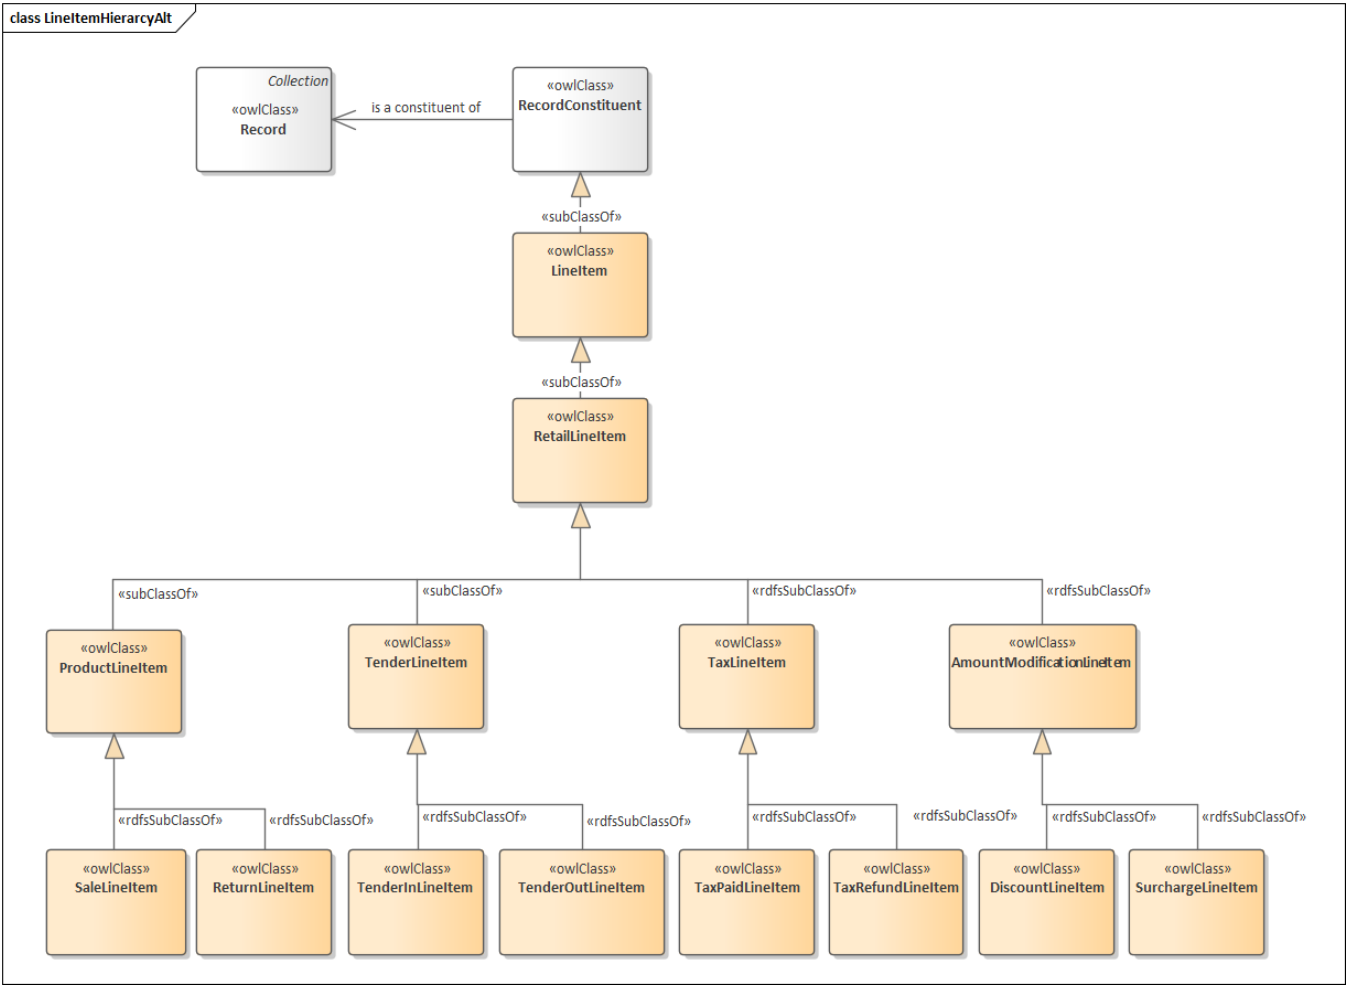 class LineItemHierarcyAlt
Collection
«owlClass»
Record
is a constituent of
«owlClass»
RecordConstituent
«subClassOf»
«owlClass»
LineItem
«subClassOf»
«owlClass»
RetailLineItem
«subClassOf»
«subClassOf»
«rdfsSubClassOf»
«rdfsSubClassOf»
«owlClass»
ProductLineItem
«owlClass»
TenderLineItem
«owlClass»
TaxLineItem
«owlClass»
AmountModificationLineItem
«rdfsSubClassOf»
«rdfsSubClassOf»
«rdfsSubClassOf»
«rdfsSubClassOf»
«rdfsSubClassOf»
«rdfsSubClassOf»
«rdfsSubClassOf»
«rdfsSubClassOf»
«owlClass»
SaleLineItem
«owlClass»
ReturnLineItem
«owlClass»
TenderInLineItem
«owlClass»
TenderOutLineItem
«owlClass»
TaxPaidLineItem
«owlClass»
TaxRefundLineItem
«owlClass»
DiscountLineItem
«owlClass»
SurchargeLineItem